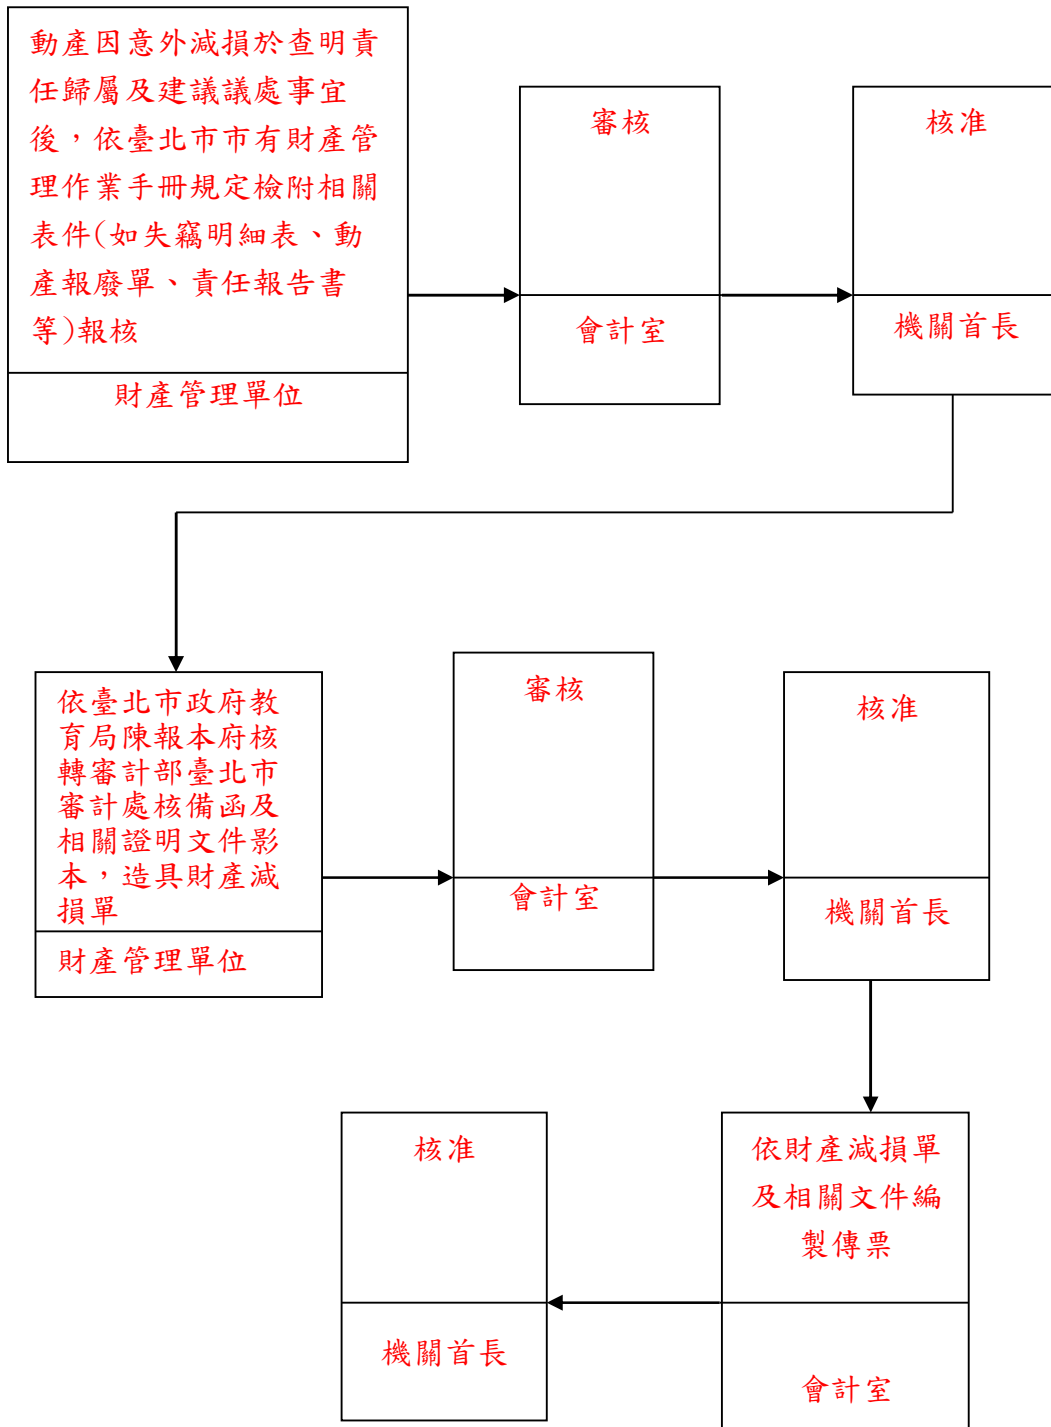 動產因意外減損於查明責
任歸屬及建議議處事宜
後，依臺北市市有財產管
理作業手冊規定檢附相關
表件(如失竊明細表、動
產報廢單、責任報告書
等)報核
財產管理單位
審核
會計室
核准
機關首長
依臺北市政府教
育局陳報本府核
轉審計部臺北市
審計處核備函及
相關證明文件影
本，造具財產減
損單
財產管理單位
審核
會計室
核准
機關首長
依財產減損單
及相關文件編
製傳票
會計室
核准
機關首長